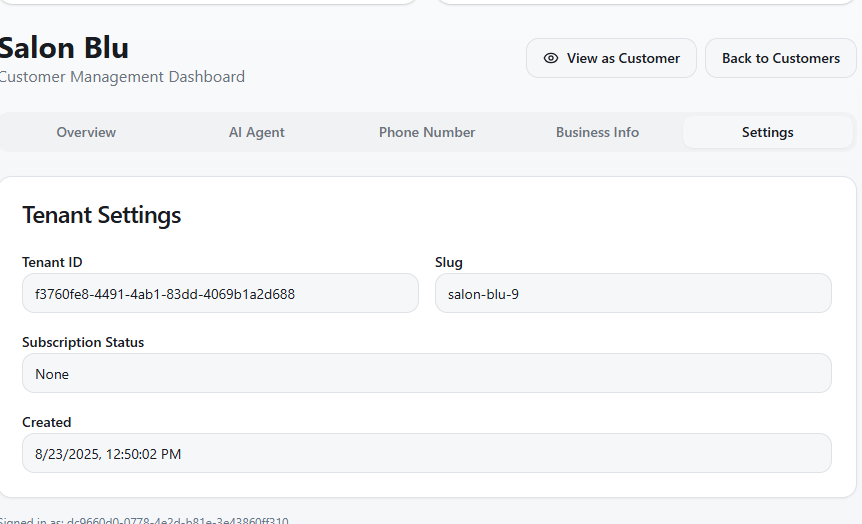 Salon Blu
Customer Management Dashboard
View as Customer
Back to Customers
Overview
AI Agent
Phone Number
Business Info
Settings
Tenant Settings
Tenant ID
f3760fe8-4491-4ab1-83dd-4069b1a2d688
Slug
salon-blu-9
Subscription Status
None
Created
8/23/2025, 12:50:02 PM
Signed in as: dc9660d0-0778-4e2d-b81e-3e43860ff310